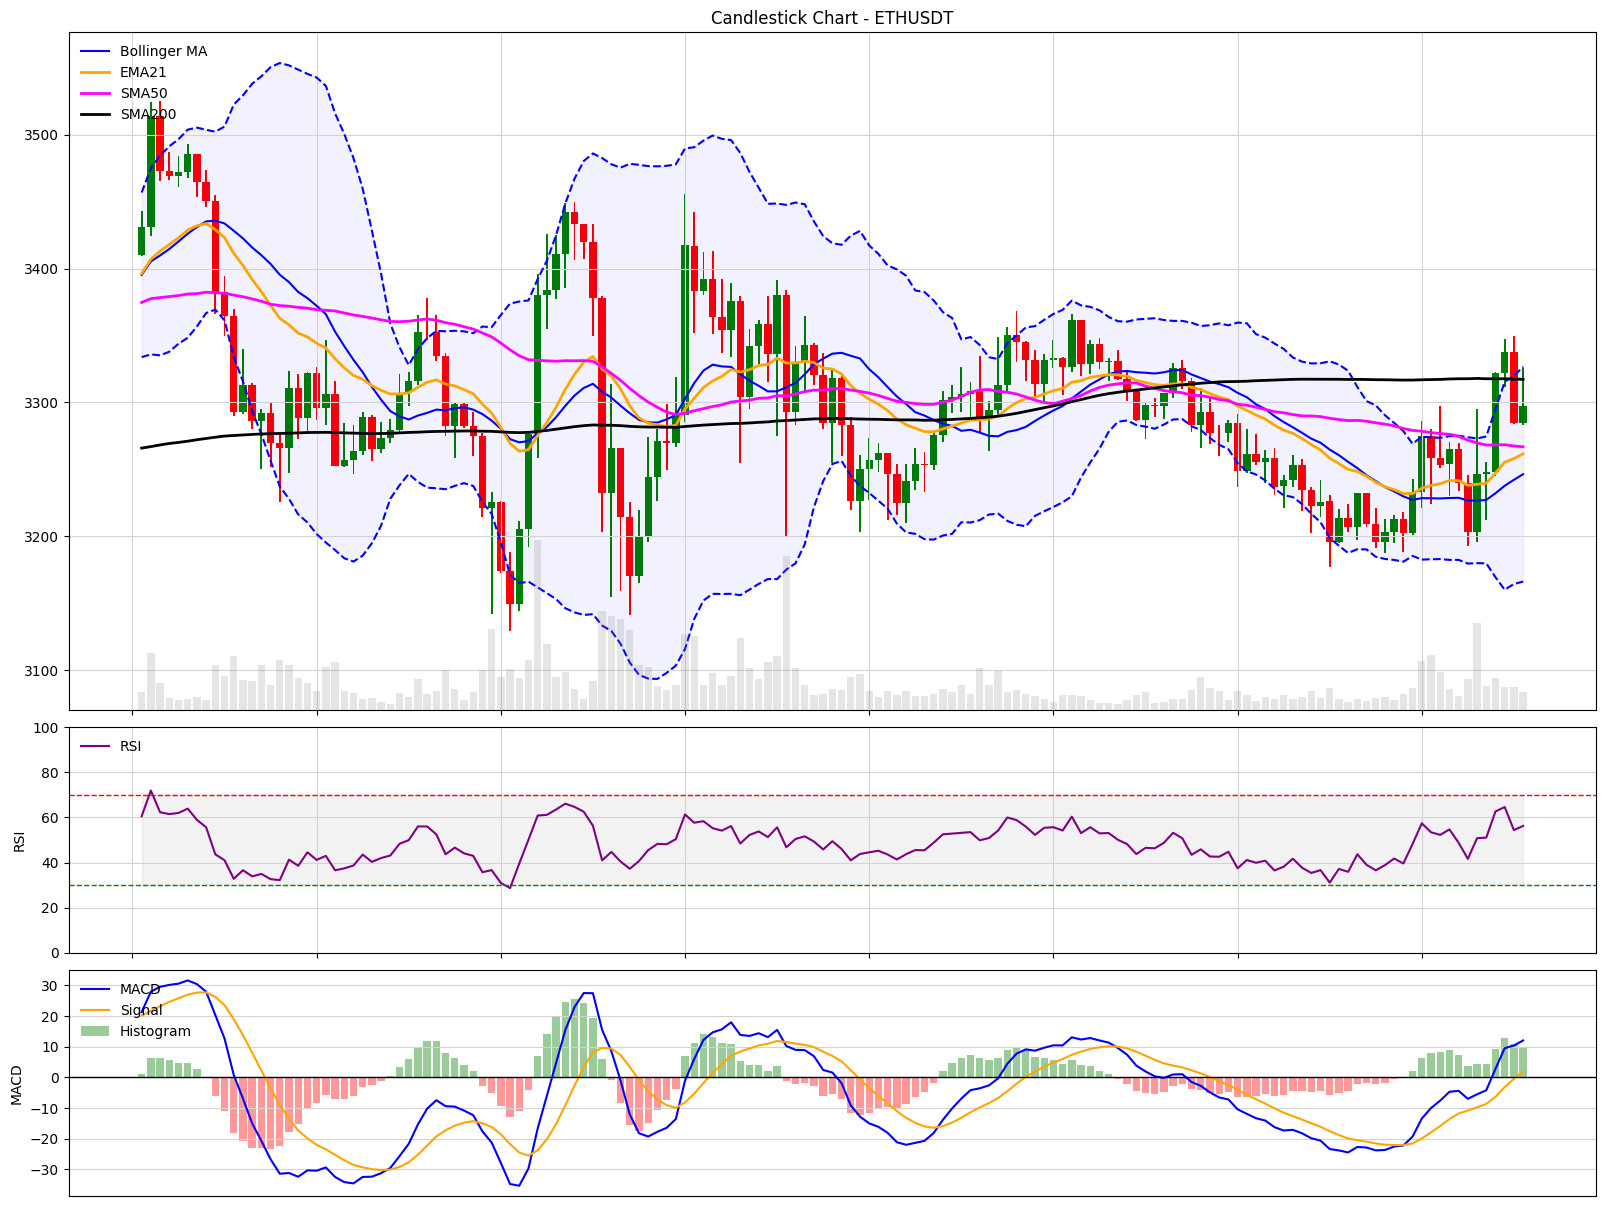 Candlestick Chart - ETHUSDT
Bollinger MA
EMA21
SMA50
SMA200
3500
3400
3300
3200
3100
RSI
100
80
60
40
20
0
RSI
MACD
Signal
Histogram
30
20
10
0
−10
−20
−30
MACD